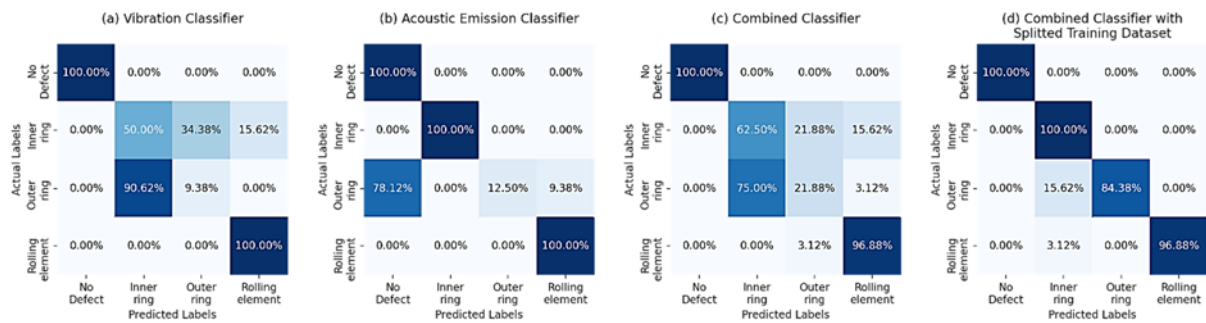 (a) Vibration Classifier
No
Defect
100.00% 0.00% 0.00% 0.00%
Inner
ring
0.00% 50.00% 34.38% 15.62%
Outer
ring
0.00% 90.62% 9.38% 0.00%
Rolling
element
0.00% 0.00% 0.00% 100.00%
Actual Labels
No
Defect
Inner
ring
Outer
ring
Rolling
element
Predicted Labels
(b) Acoustic Emission Classifier
No
Defect
100.00% 0.00% 0.00% 0.00%
Inner
ring
0.00% 100.00% 0.00% 0.00%
Outer
ring
78.12% 0.00% 12.50% 9.38%
Rolling
element
0.00% 0.00% 0.00% 100.00%
Actual Labels
No
Defect
Inner
ring
Outer
ring
Rolling
element
Predicted Labels
(c) Combined Classifier
No
Defect
100.00% 0.00% 0.00% 0.00%
Inner
ring
0.00% 62.50% 21.88% 15.62%
Outer
ring
0.00% 75.00% 21.88% 3.12%
Rolling
element
0.00% 0.00% 3.12% 96.88%
Actual Labels
No
Defect
Inner
ring
Outer
ring
Rolling
element
Predicted Labels
(d) Combined Classifier with
Splitted Training Dataset
No
Defect
100.00% 0.00% 0.00% 0.00%
Inner
ring
0.00% 100.00% 0.00% 0.00%
Outer
ring
0.00% 15.62% 84.38% 0.00%
Rolling
element
0.00% 3.12% 0.00% 96.88%
Actual Labels
No
Defect
Inner
ring
Outer
ring
Rolling
element
Predicted Labels